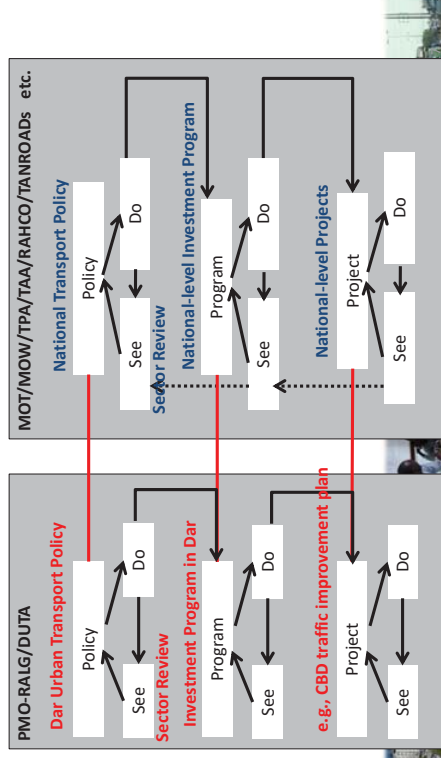 PMO-RALG/DUTA
Dar Urban Transport Policy
Policy
See
Do
Sector Review
Investment Program in Dar
Program
See
Do
e.g., CBD traffic improvement plan
Project
See
Do
MOT/MOW/TPA/TAA/RAHCO/TANROADs etc.
National Transport Policy
Policy
See
Do
Sector Review
National-level Investment Program
Program
See
Do
National-level Projects
Project
See
Do